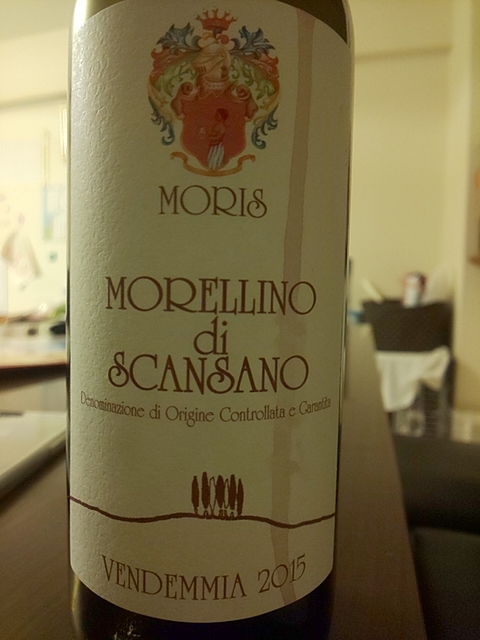 MORIS
MORELLINO
di
SCANSANO
Denominazione di Origine Controllata e Garantita
VENDEMMIA 2015